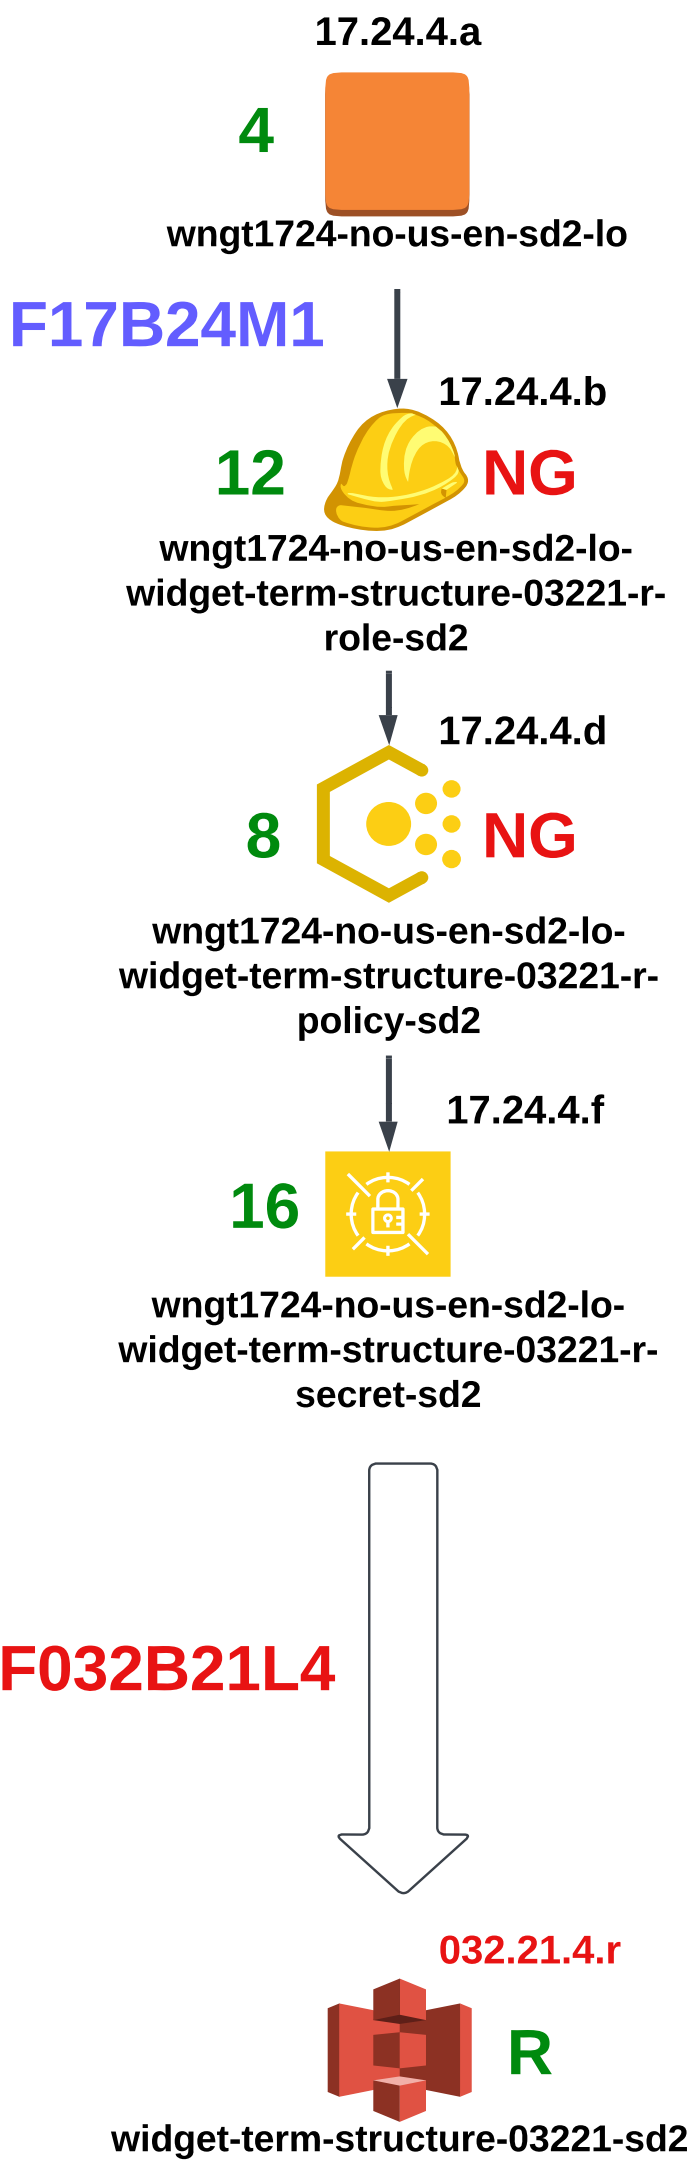 17.24.4.a
4
wngt1724-no-us-en-sd2-lo
F17B24M1
17.24.4.b
12
NG
wngt1724-no-us-en-sd2-lo-
widget-term-structure-03221-r-
role-sd2
17.24.4.d
8
NG
wngt1724-no-us-en-sd2-lo-
widget-term-structure-03221-r-
policy-sd2
17.24.4.f
16
wngt1724-no-us-en-sd2-lo-
widget-term-structure-03221-r-
secret-sd2
F032B21L4
032.21.4.r
R
widget-term-structure-03221-sd2